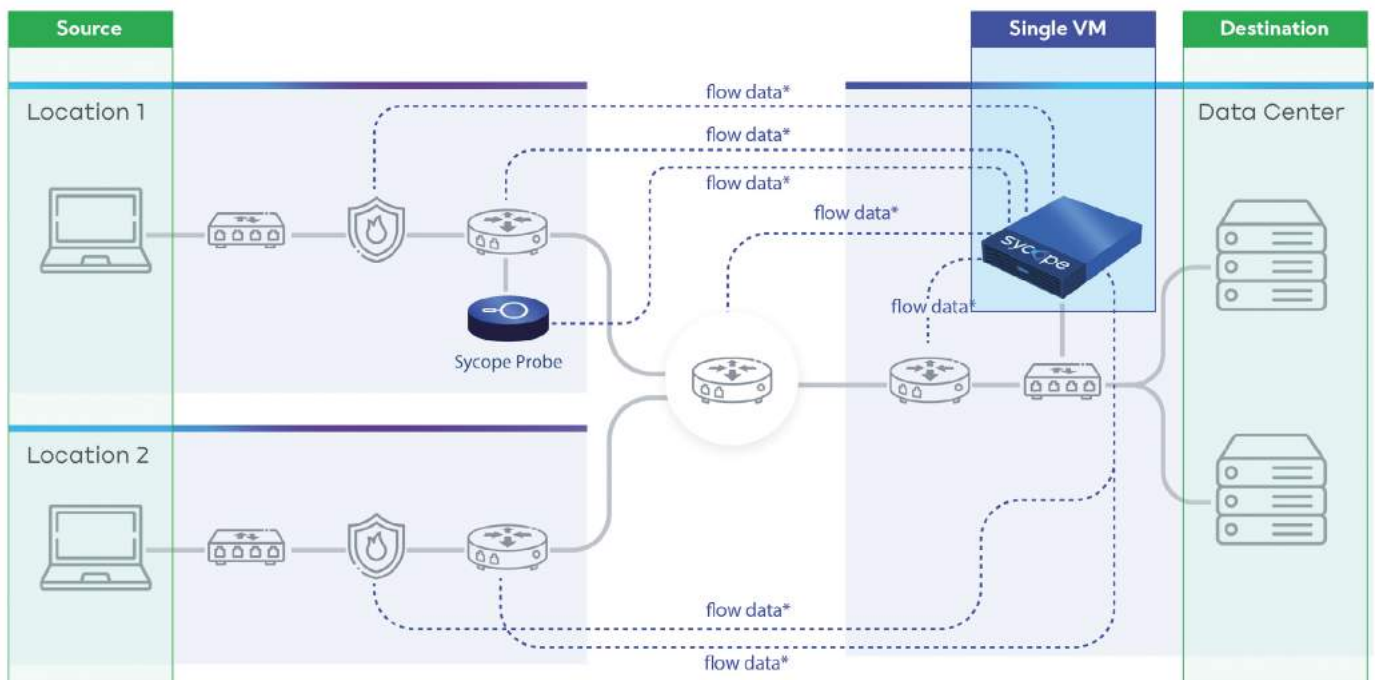 Source
Single VM
Destination
Location 1
flow data*
Data Center
flow data*
flow data*
flow data*
sycope
flow data*
Sycope Probe
Location 2
flow data*
flow data*